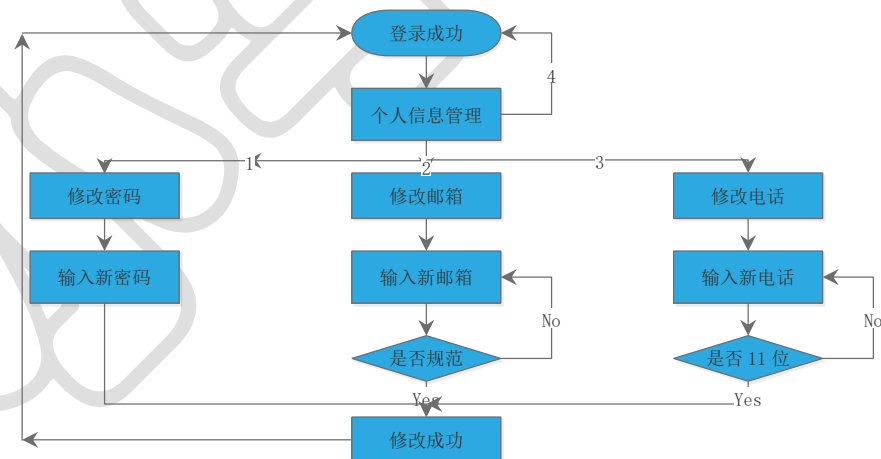 登录成功
4
个人信息管理
1
2
3
修改密码
修改邮箱
修改电话
输入新密码
输入新邮箱
输入新电话
No
No
是否规范
是否 11 位
Yes
Yes
修改成功